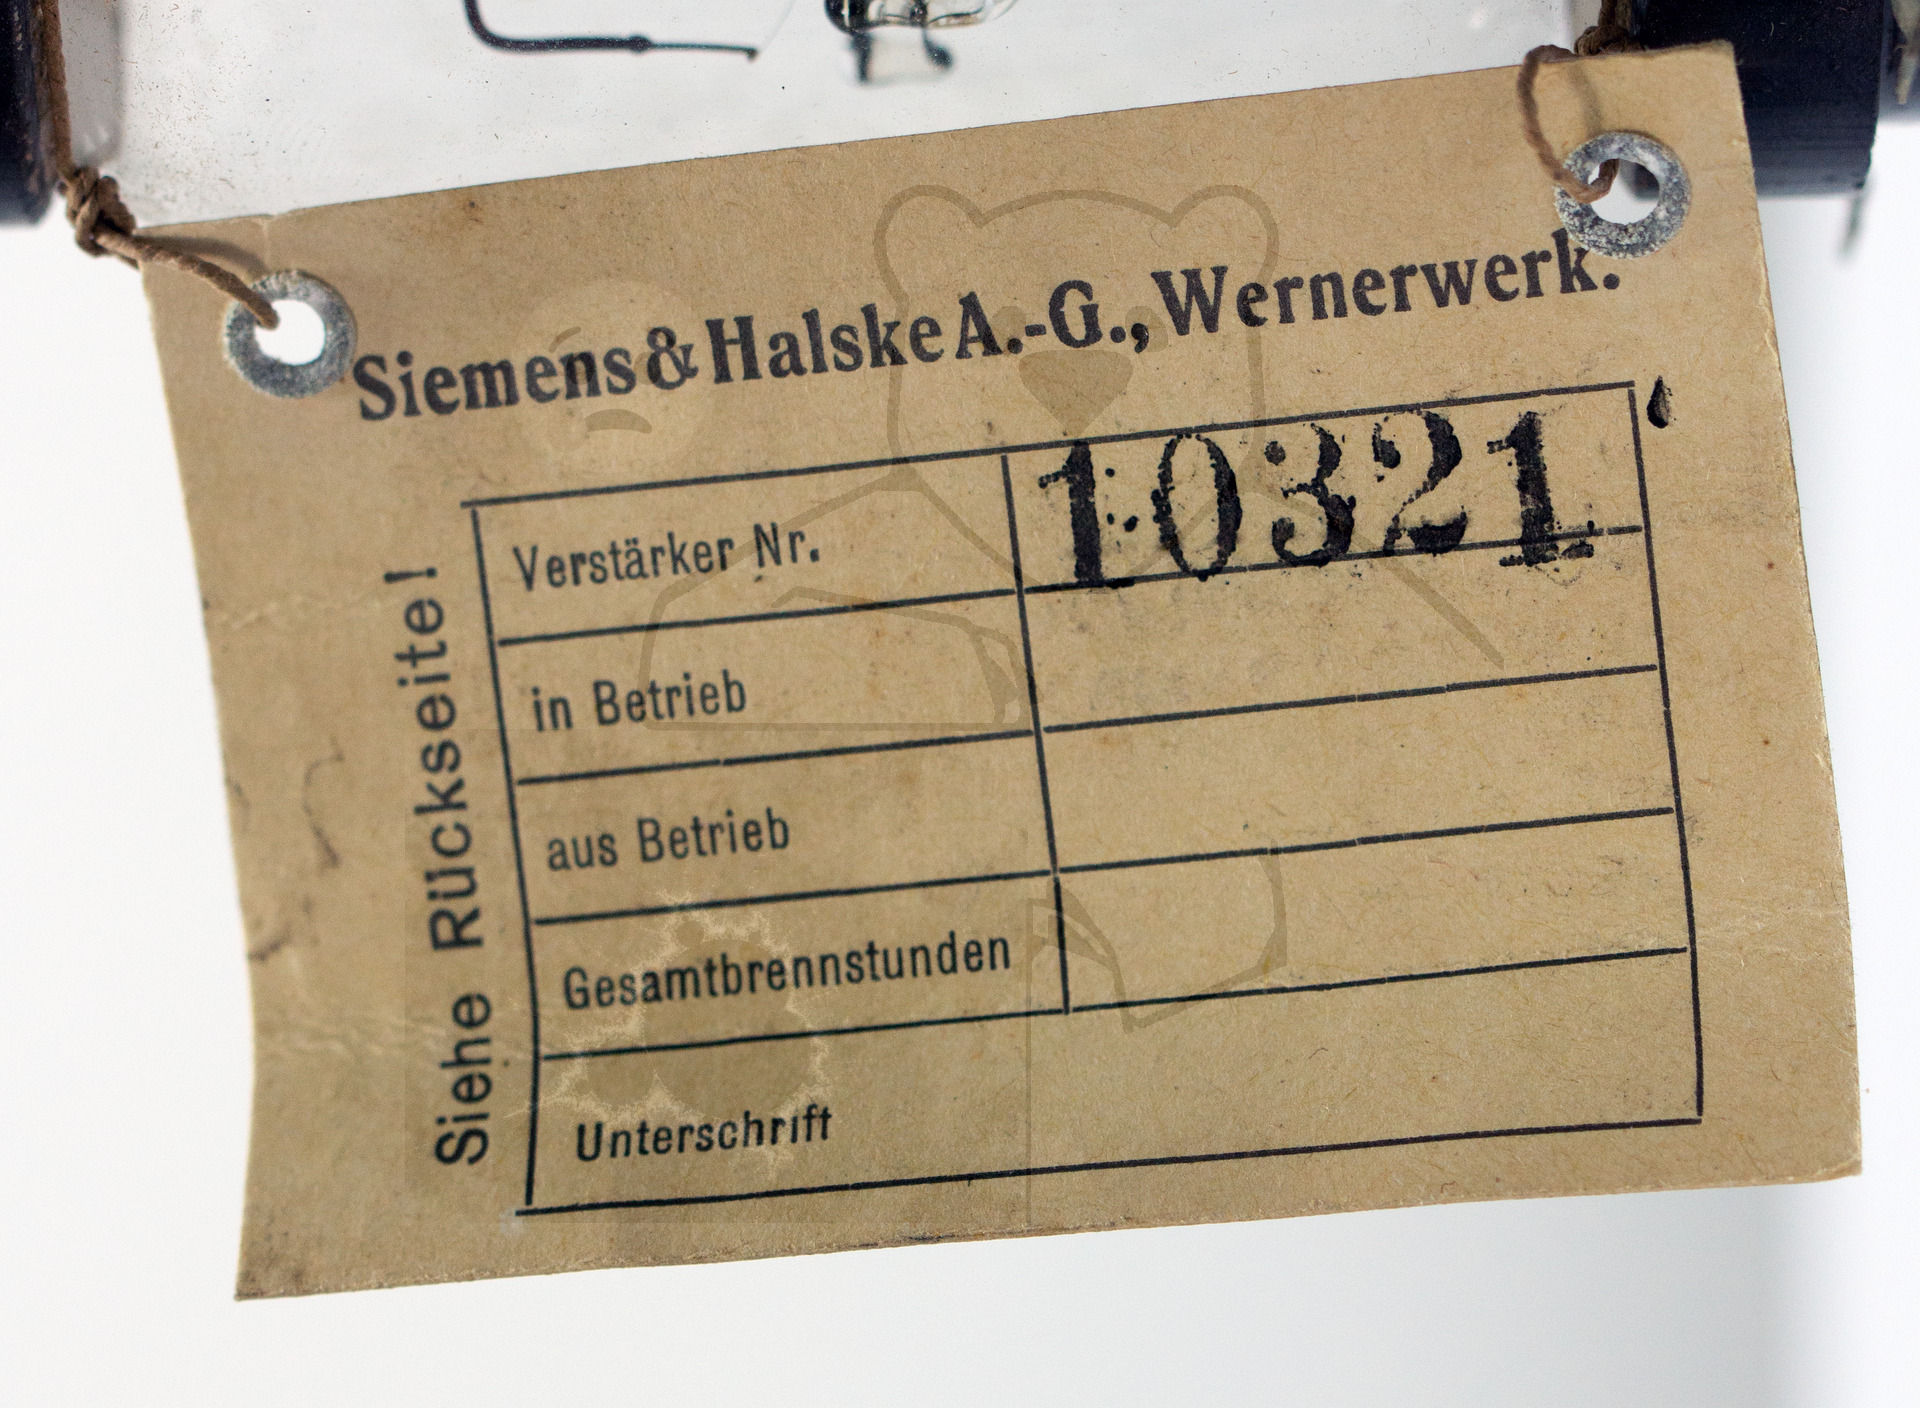 Siemens & Halske A.-G., Wernerwerk.
Siehe Rückseite!
Verstärker Nr. 10321
in Betrieb
aus Betrieb
Gesamtbrennstunden
Unterschrift